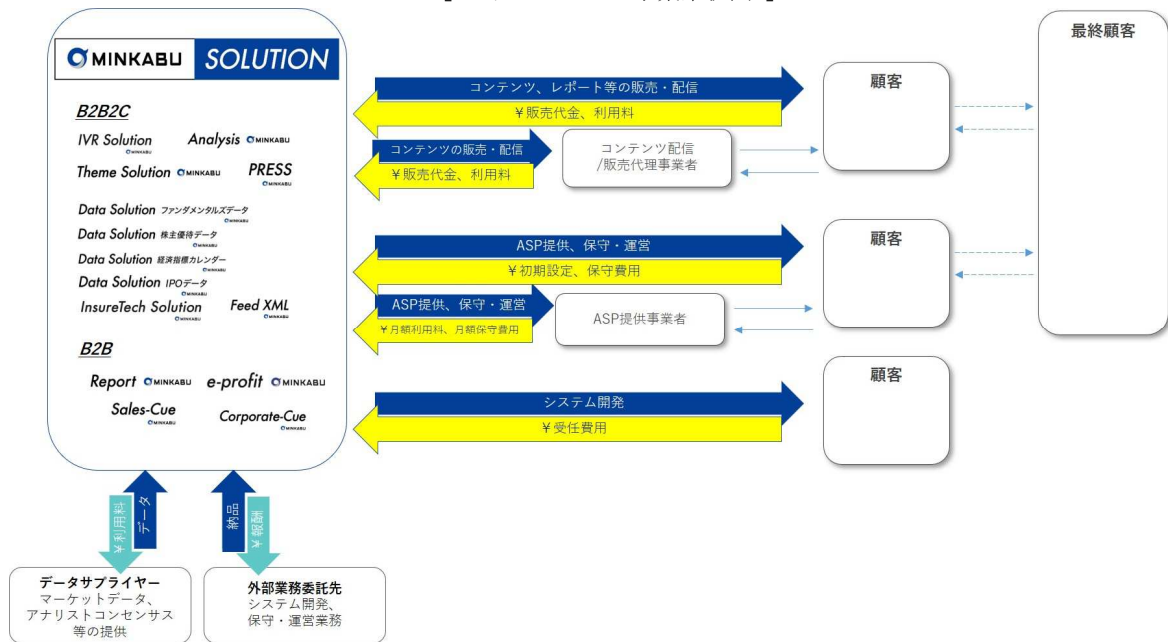 最終顧客
MINKABU SOLUTION
コンテンツ、レポート等の販売・配信
¥販売代金、利用料
顧客
B2B2C
IVR Solution MINKABU
Analysis MINKABU
コンテンツの販売・配信
¥販売代金、利用料
コンテンツ配信
/販売代理事業者
Theme Solution MINKABU
PRESS MINKABU
Data Solution ファンダメンタルズデータ
MINKABU
Data Solution 株主優待データ
MINKABU
Data Solution 経済指標カレンダー
MINKABU
Data Solution IPOデータ
MINKABU
InsureTech Solution
MINKABU
Feed XML
MINKABU
ASP提供、保守・運営
¥初期設定、保守費用
顧客
ASP提供、保守・運営
¥月額利用料、月額保守費用
ASP提供事業者
B2B
Report MINKABU
e-profit MINKABU
Sales-Cue
MINKABU
Corporate-Cue
MINKABU
システム開発
¥受任費用
顧客
¥利用料
データ
納品
¥報酬
データサプライヤー
マーケットデータ、
アナリストコンセンサス
等の提供
外部業務委託先
システム開発、
保守・運営業務